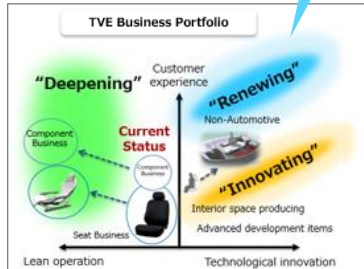 TVE Business Portfolio
Customer
experience
"Deepening"
"Renewing"
Non-Automotive
Component
Business
Current
Status
Component
Business
"Innovating"
Interior space producing
Seat Business
Advanced development items
Lean operation
Technological innovation